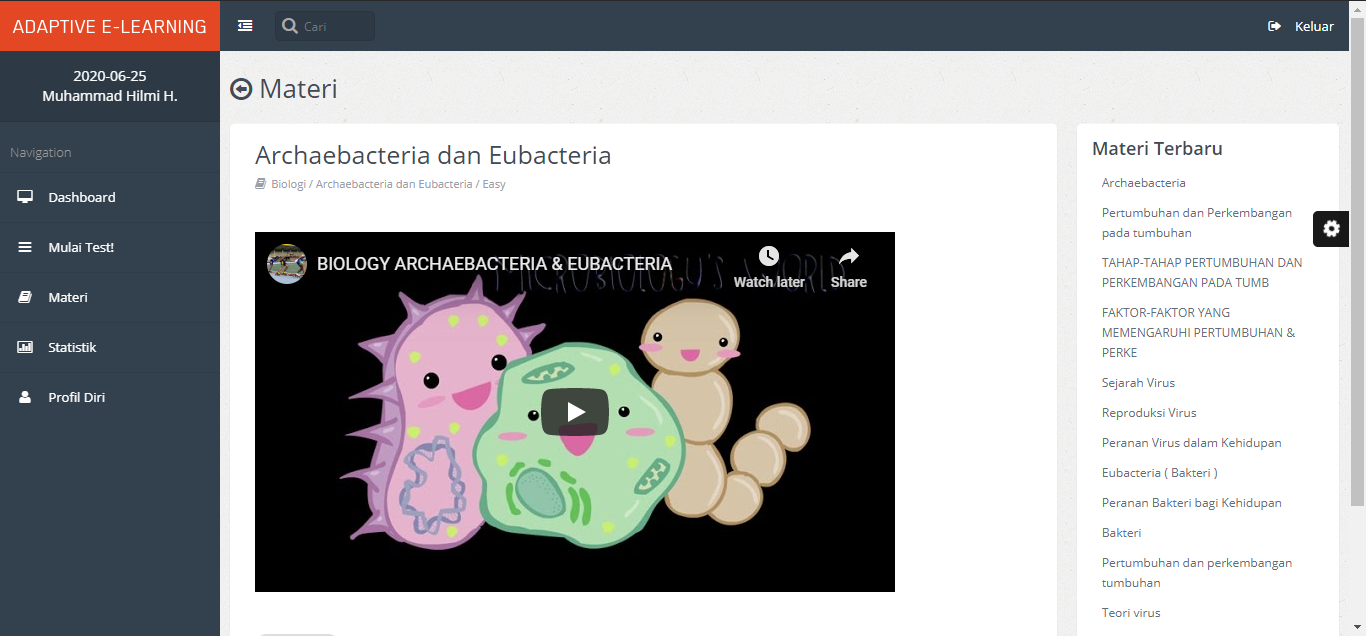 ADAPTIVE E-LEARNING
Cari
Keluar
2020-06-25
Muhammad Hilmi H.
Navigation
Dashboard
Mulai Test!
Materi
Statistik
Profil Diri
Materi
Archaebacteria dan Eubacteria
Biologi / Archaebacteria dan Eubacteria / Easy
BIOLOGY ARCHAEBACTERIA & EUBACTERIA
MICROBIOLOGY'S WORLD
Watch later
Share
Materi Terbaru
Archaebacteria
Pertumbuhan dan Perkembangan
pada tumbuhan
TAHAP-TAHAP PERTUMBUHAN DAN
PERKEMBANGAN PADA TUMB
FAKTOR-FAKTOR YANG
MEMENGARUHI PERTUMBUHAN &
PERKE
Sejarah Virus
Reproduksi Virus
Peranan Virus dalam Kehidupan
Eubacteria ( Bakteri )
Peranan Bakteri bagi Kehidupan
Bakteri
Pertumbuhan dan perkembangan
tumbuhan
Teori virus